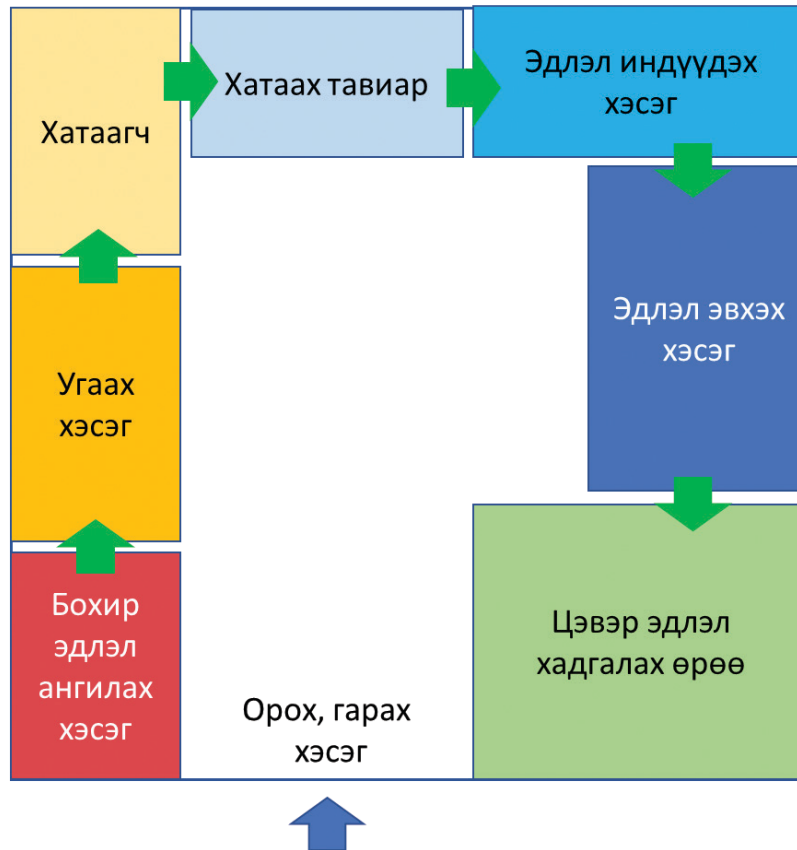 Хатаагч
Хатаах тавиар
Эдлэл индүүдэх
хэсэг
Эдлэл эвхэх
хэсэг
Угаах
хэсэг
Бохир
эдлэл
ангилах
хэсэг
Орох, гарах
хэсэг
Цэвэр эдлэл
хадгалах өрөө